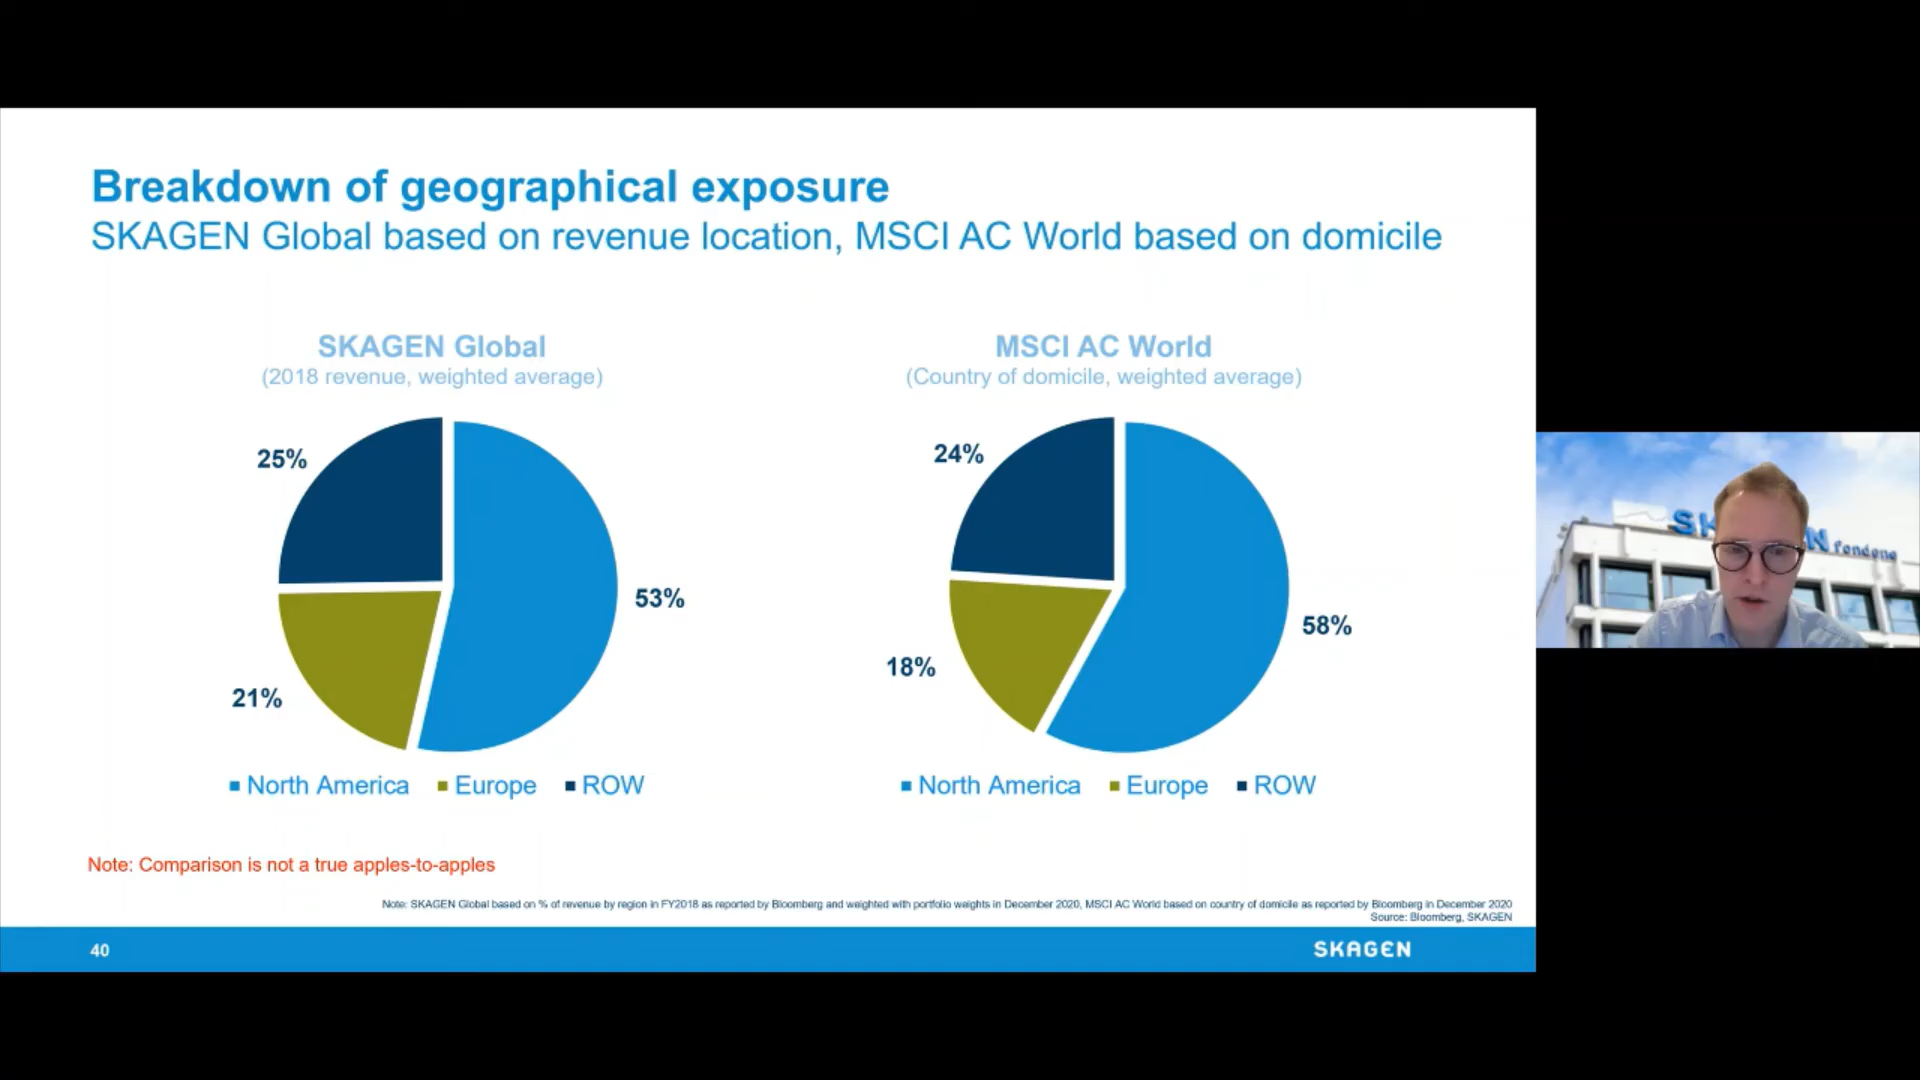 Breakdown of geographical exposure
SKAGEN Global based on revenue location, MSCI AC World based on domicile
SKAGEN Global
(2018 revenue, weighted average)
25%
53%
21%
North America Europe ROW
MSCI AC World
(Country of domicile, weighted average)
24%
58%
18%
North America Europe ROW
Note: Comparison is not a true apples-to-apples
Note: SKAGEN Global based on % of revenue by region in FY2018 as reported by Bloomberg and weighted with portfolio weights in December 2020, MSCI AC World based on country of domicile as reported by Bloomberg in December 2020
Source: Bloomberg, SKAGEN
40
SKAGEN
fondene